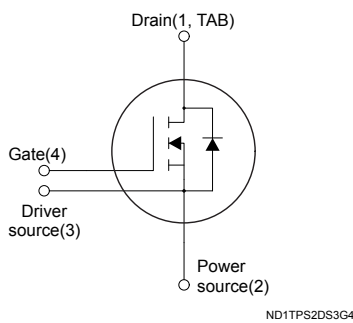 Drain(1, TAB)
Gate(4)
Driver
source(3)
Power
source(2)
ND1TPS2DS3G4